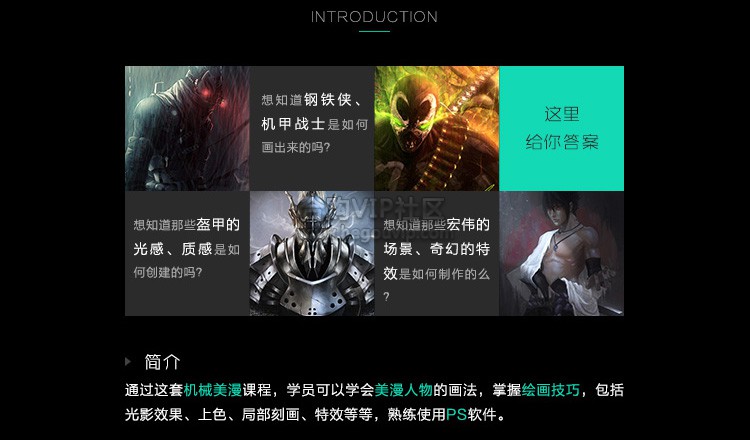 INTRODUCTION
想知道钢铁侠、
机甲战士是如何
画出来的吗?
这里
给你答案
想知道那些盔甲的
光感、质感是如
何创建的吗?
想知道那些宏伟的
场景、奇幻的特
效是如何制作的么
?
简介
通过这套机械美漫课程，学员可以学会美漫人物的画法，掌握绘画技巧，包括
光影效果、上色、局部刻画、特效等等，熟练使用PS软件。